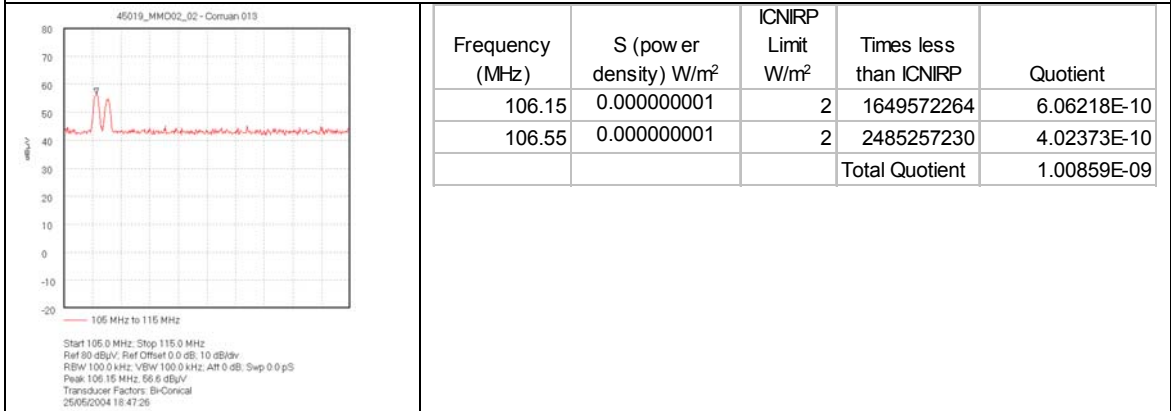 45019_MMO02_02 - Corruan 013
80
70
60
50
40
30
20
10
0
-10
-20
dBµV
105 MHz to 115 MHz
Start 105.0 MHz; Stop 115.0 MHz
Ref 80 dBµV; Ref Offset 0.0 dB; 10 dB/div
RBW 100.0 kHz; VBW 100.0 kHz; Att 0 dB; Swp 0.0 pS
Peak 106.15 MHz, 56.6 dBµV
Transducer Factors: Bi-Conical
25/05/2004 18:47:26
Frequency (MHz) S (power density) W/m² ICNIRP Limit W/m² Times less than ICNIRP Quotient
106.15 0.000000001 2 1649572264 6.06218E-10
106.55 0.000000001 2 2485257230 4.02373E-10
Total Quotient 1.00859E-09